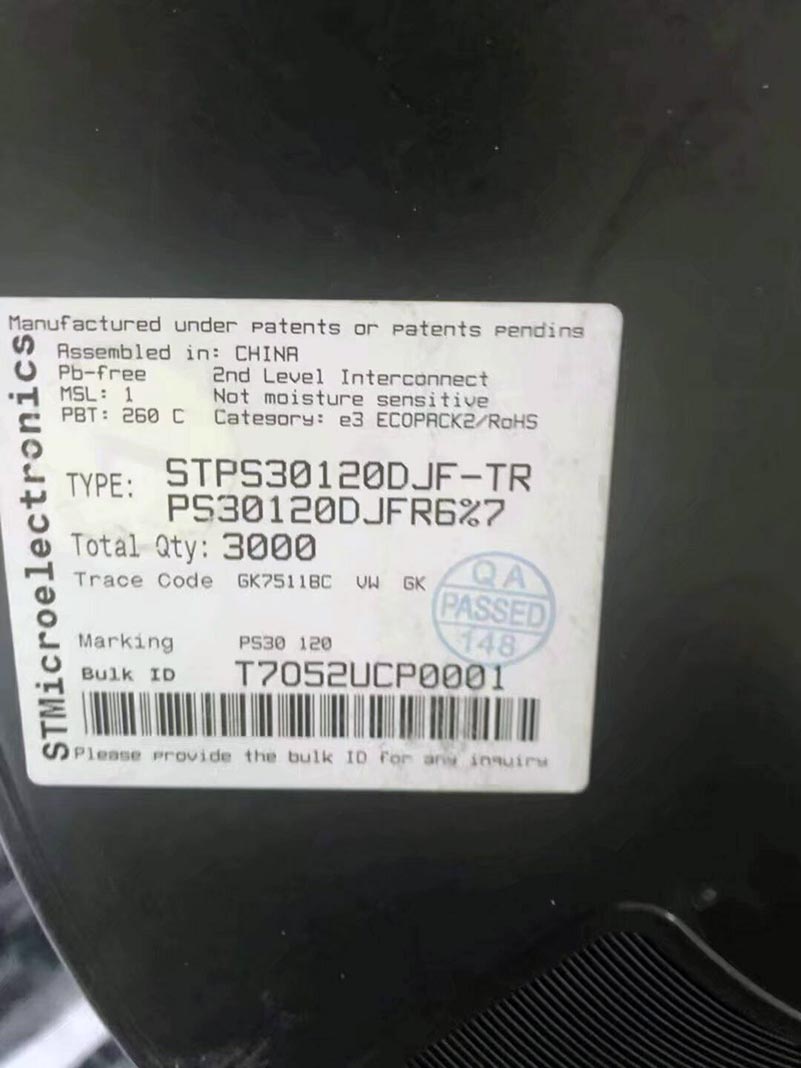 Manufactured under patents or patents pending
STMicroelectronics
Assembled in: CHINA
Pb-free 2nd Level Interconnect
MSL: 1 Not moisture sensitive
PBT: 260 C Category: e3 ECOPACK2/RoHS
TYPE: STPS30120DJF-TR
PS30120DJFR6%7
Total Qty: 3000
Trace Code GK7511BC VW GK
QA
PASSED
148
Marking PS30 120
Bulk ID T7052UCP0001
Please provide the bulk ID for any inquiry